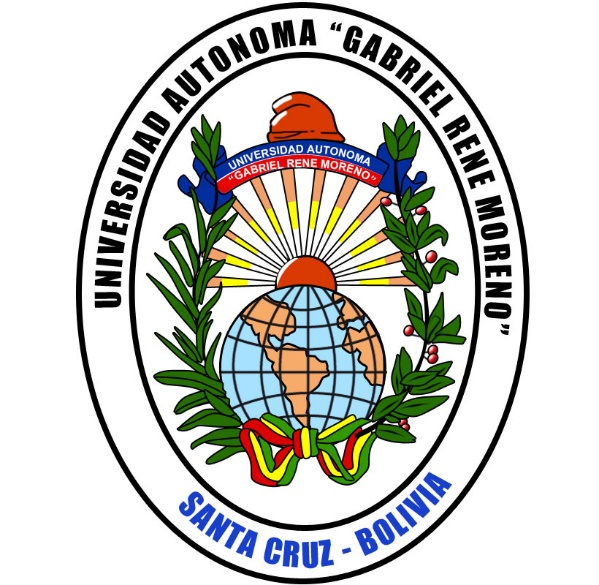 UNIVERSIDAD AUTONOMA “GABRIEL RENE MORENO”
UNIVERSIDAD AUTONOMA
“GABRIEL RENE MORENO”
SANTA CRUZ - BOLIVIA